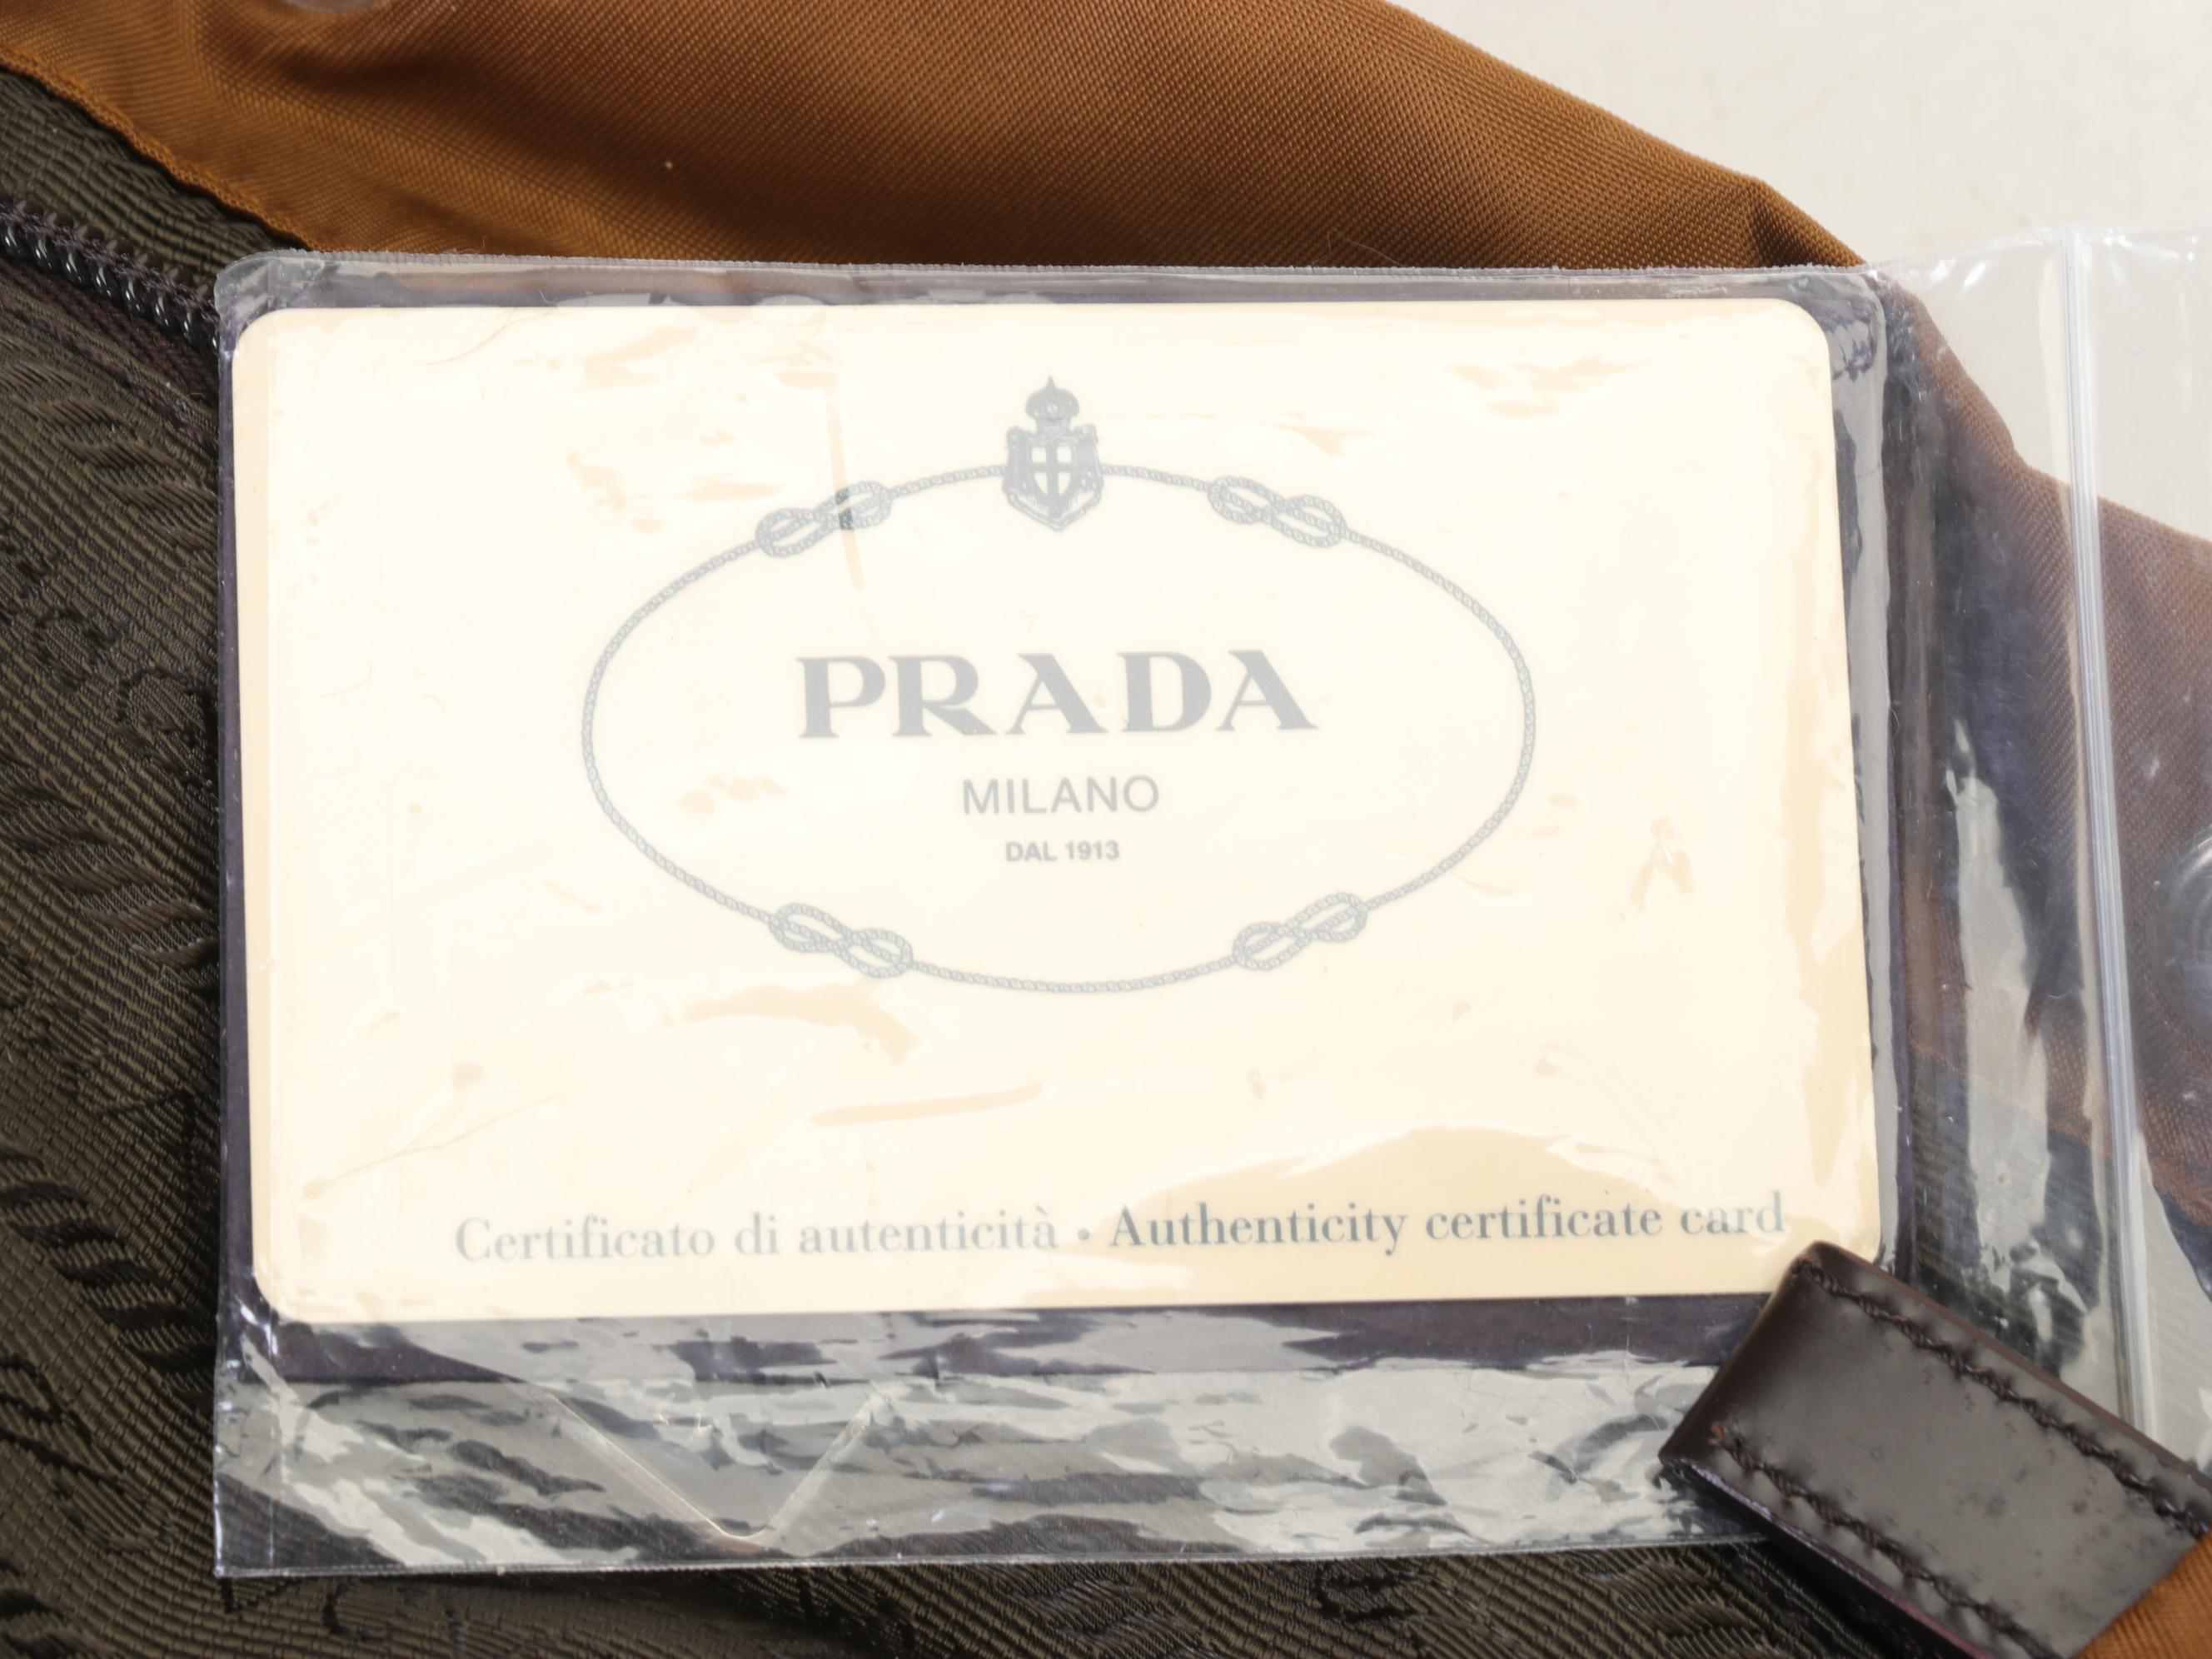 PRADA
MILANO
DAL 1913
Certificato di autenticità • Authenticity certificate card